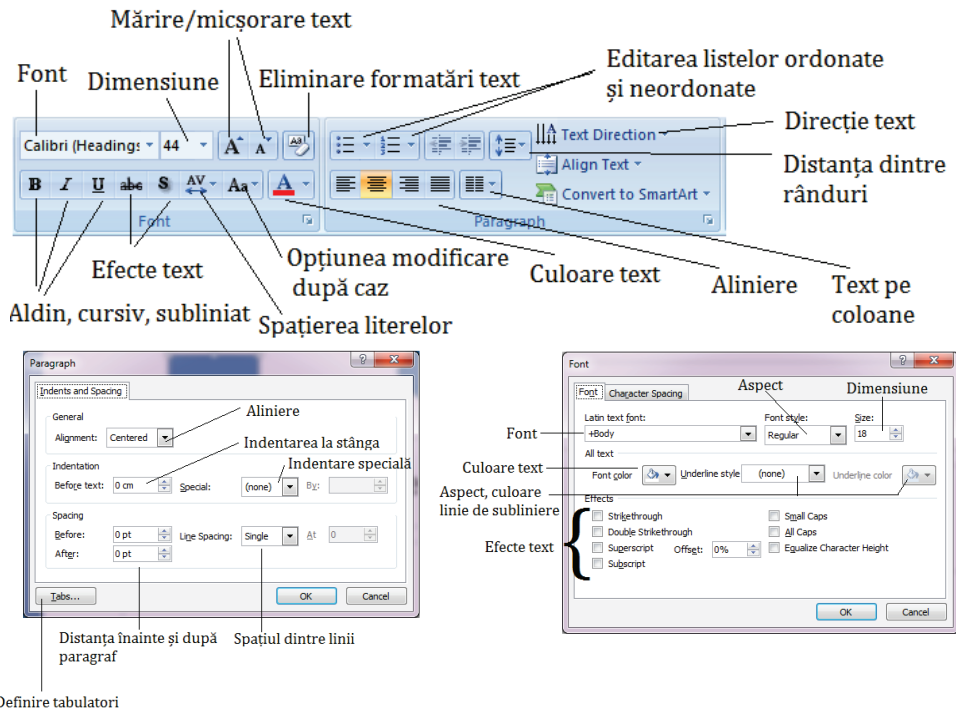 Mărire/micșorare text
Font
Dimensiune
Eliminare formatări text
Editarea listelor ordonate
și neordonate
Direcție text
Distanța dintre
rânduri
Calibri (Headings
44
A
A
Text Direction
Align Text
Convert to SmartArt
B I U abc S AV Aa A
Font
Paragraph
Efecte text
Opțiunea modificare
după caz
Culoare text
Aliniere
Text pe
coloane
Aldin, cursiv, subliniat
Spațierea literelor
Paragraph
Indents and Spacing
General
Alignment: Centered
Aliniere
Indentarea la stânga
Indentation
Indentare specială
Before text: 0 cm Special: (none) By:
Spacing
Before: 0 pt Line Spacing: Single At 0
After: 0 pt
Tabs... OK Cancel
Distanța înainte și după
paragraf
Spațiul dintre linii
Definire tabulatori
Font
Font Character Spacing
Aspect
Dimensiune
Latin text font: Font style: Size:
Font
+Body Regular 18
All text
Culoare text
Font color Underline style (none) Underline color
Aspect, culoare
linie de subliniere
Effects
Efecte text
Strikethrough Small Caps
Double Strikethrough All Caps
Superscript Offset: 0% Equalize Character Height
Subscript
OK Cancel